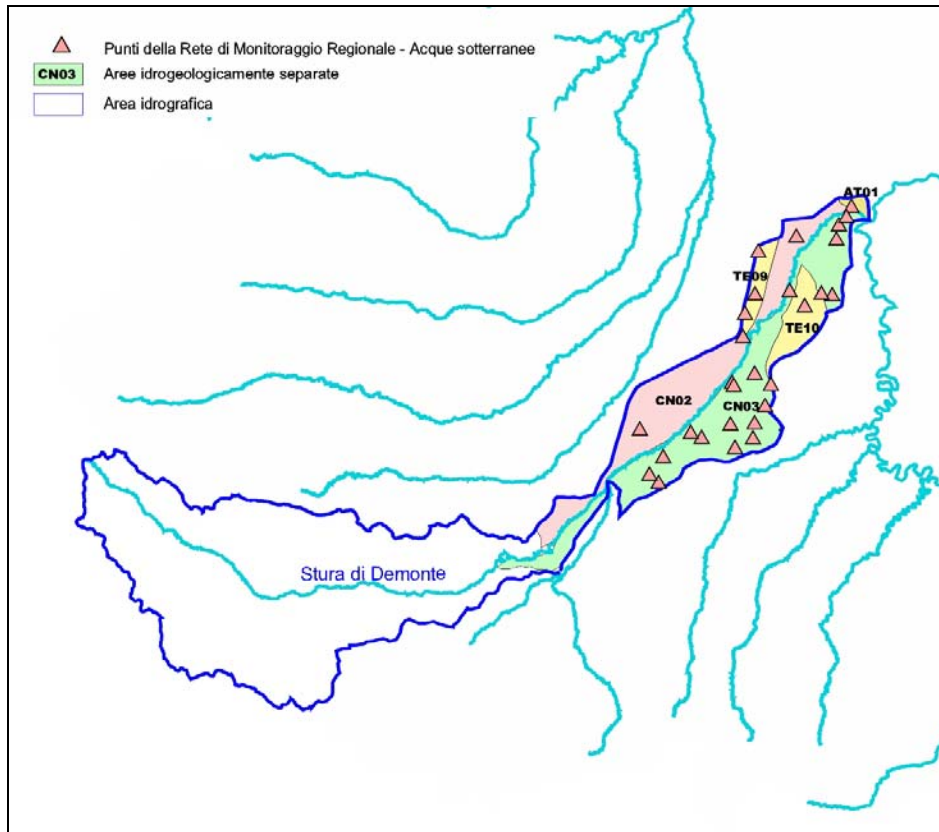 Punti della Rete di Monitoraggio Regionale - Acque sotterranee
CN03 Aree idrogeologicamente separate
Area idrografica
AT01
TE09
TE10
CN02
CN03
Stura di Demonte